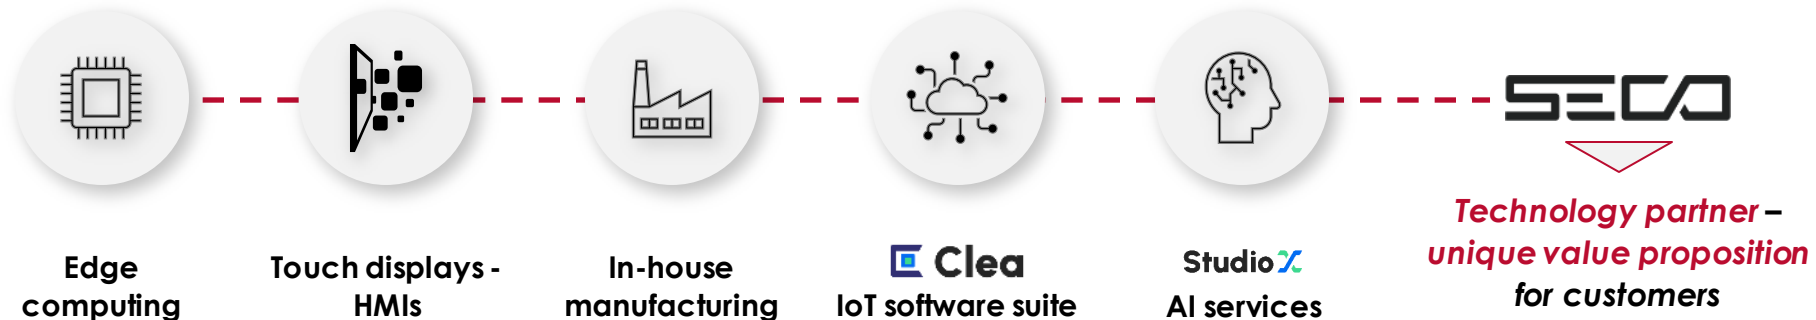 Edge
computing
Touch displays -
HMIs
In-house
manufacturing
Clea
IoT software suite
Studio X
AI services
SECO
Technology partner –
unique value proposition
for customers